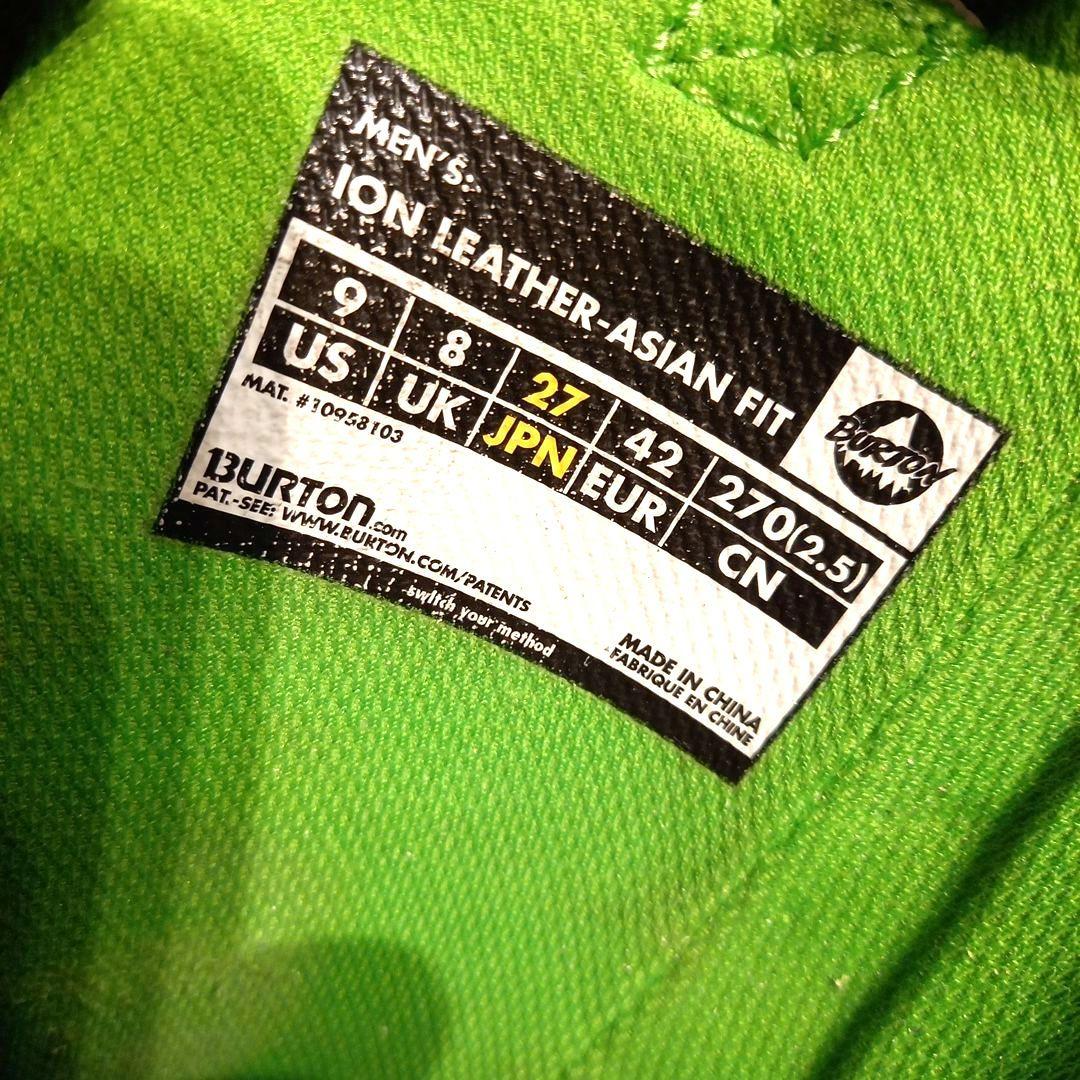 MEN'S:
ION LEATHER-ASIAN FIT
BURTON
9 8 27 42 270(2.5)
US UK JPN EUR CN
MAT. #10958103
BURTON.com
PAT.-SEE: WWW.BURTON.COM/PATENTS
switch your method
MADE IN CHINA
FABRIQUE EN CHINE